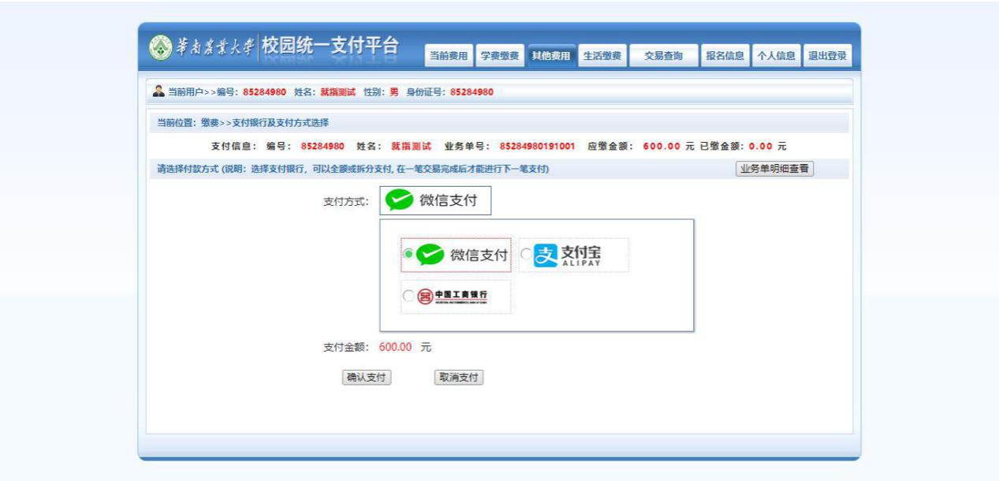 華南農業大學 校园统一支付平台
当前费用 学费缴费 其他费用 生活缴费 交易查询 报名信息 个人信息 退出登录
当前用户>>编号：85284980 姓名：就指测试 性别：男 身份证号：85284980
当前位置：缴费>>支付银行及支付方式选择
支付信息： 编号： 85284980 姓名： 就指测试 业务单号： 85284980191001 应缴金额： 600.00 元 已缴金额：0.00 元
请选择付款方式 (说明：选择支付银行，可以全额或拆分支付, 在一笔交易完成后才能进行下一笔支付) 业务单明细查看
支付方式： 微信支付
微信支付 支付宝
ALIPAY
中国工商银行
支付金额： 600.00 元
确认支付 取消支付